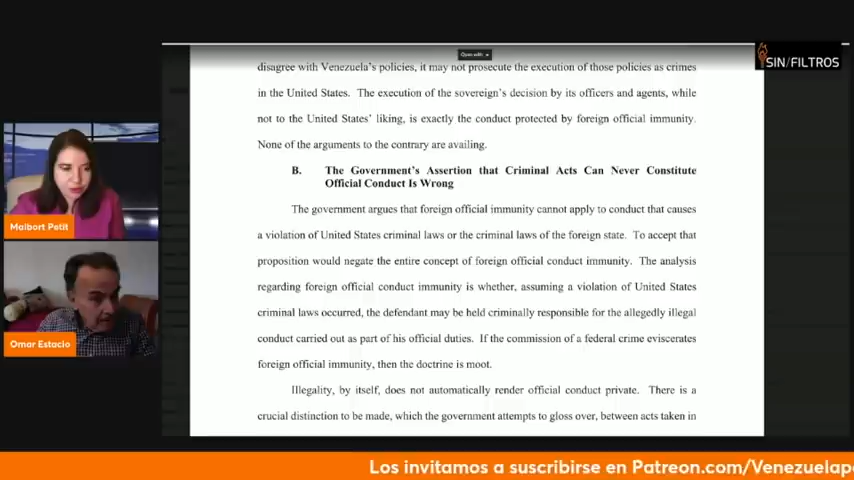 Open with
SIN/FILTROS
disagree with Venezuela's policies, it may not prosecute the execution of those policies as crimes
in the United States. The execution of the sovereign's decision by its officers and agents, while
not to the United States' liking, is exactly the conduct protected by foreign official immunity.
None of the arguments to the contrary are availing.
B. The Government's Assertion that Criminal Acts Can Never Constitute
Official Conduct Is Wrong
The government argues that foreign official immunity cannot apply to conduct that causes
a violation of United States criminal laws or the criminal laws of the foreign state. To accept that
proposition would negate the entire concept of foreign official conduct immunity. The analysis
regarding foreign official conduct immunity is whether, assuming a violation of United States
criminal laws occurred, the defendant may be held criminally responsible for the allegedly illegal
conduct carried out as part of his official duties. If the commission of a federal crime eviscerates
foreign official immunity, then the doctrine is moot.
Illegality, by itself, does not automatically render official conduct private. There is a
crucial distinction to be made, which the government attempts to gloss over, between acts taken in
Maibort Petit
Omar Estacio
Los invitamos a suscribirse en Patreon.com/Venezuelapo